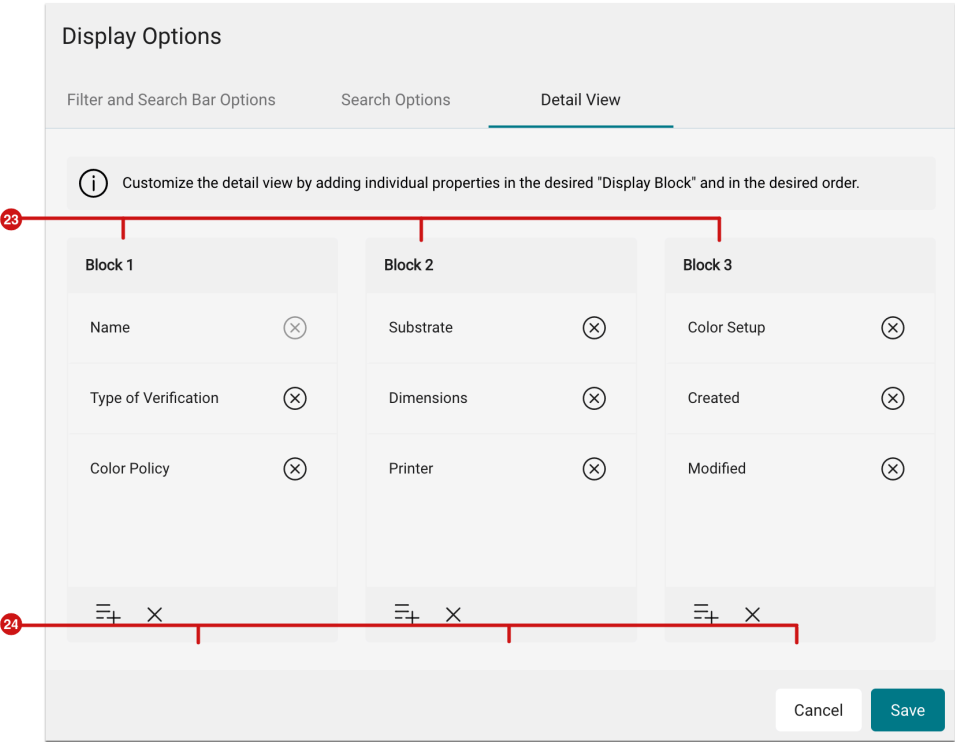 Display Options
Filter and Search Bar Options Search Options Detail View
Customize the detail view by adding individual properties in the desired "Display Block" and in the desired order.
23
Block 1 Block 2 Block 3
Name Substrate Color Setup
Type of Verification Dimensions Created
Color Policy Printer Modified
24
Cancel Save